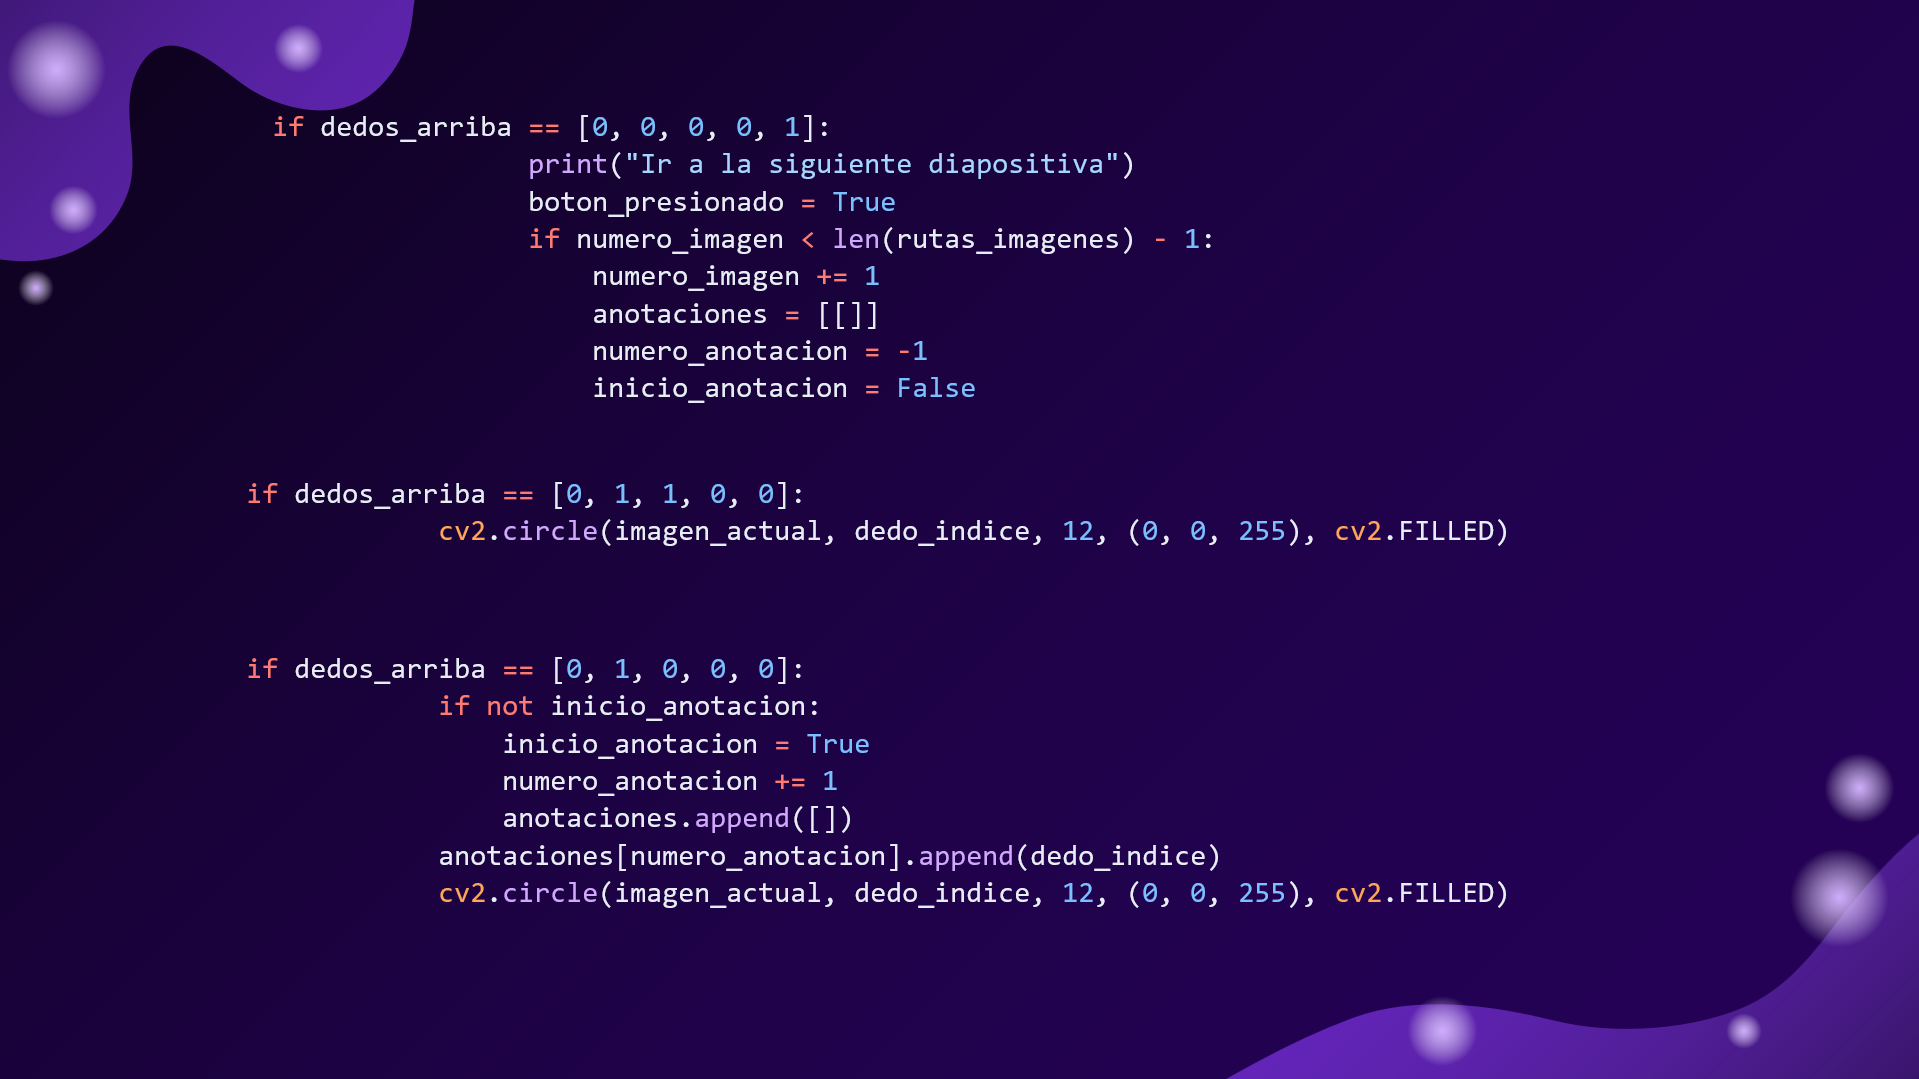 if dedos_arriba == [0, 0, 0, 0, 1]:
                print("Ir a la siguiente diapositiva")
                boton_presionado = True
                if numero_imagen < len(rutas_imagenes) - 1:
                    numero_imagen += 1
                    anotaciones = [[]]
                    numero_anotacion = -1
                    inicio_anotacion = False
if dedos_arriba == [0, 1, 1, 0, 0]:
            cv2.circle(imagen_actual, dedo_indice, 12, (0, 0, 255), cv2.FILLED)
if dedos_arriba == [0, 1, 0, 0, 0]:
            if not inicio_anotacion:
                inicio_anotacion = True
                numero_anotacion += 1
                anotaciones.append([])
            anotaciones[numero_anotacion].append(dedo_indice)
            cv2.circle(imagen_actual, dedo_indice, 12, (0, 0, 255), cv2.FILLED)